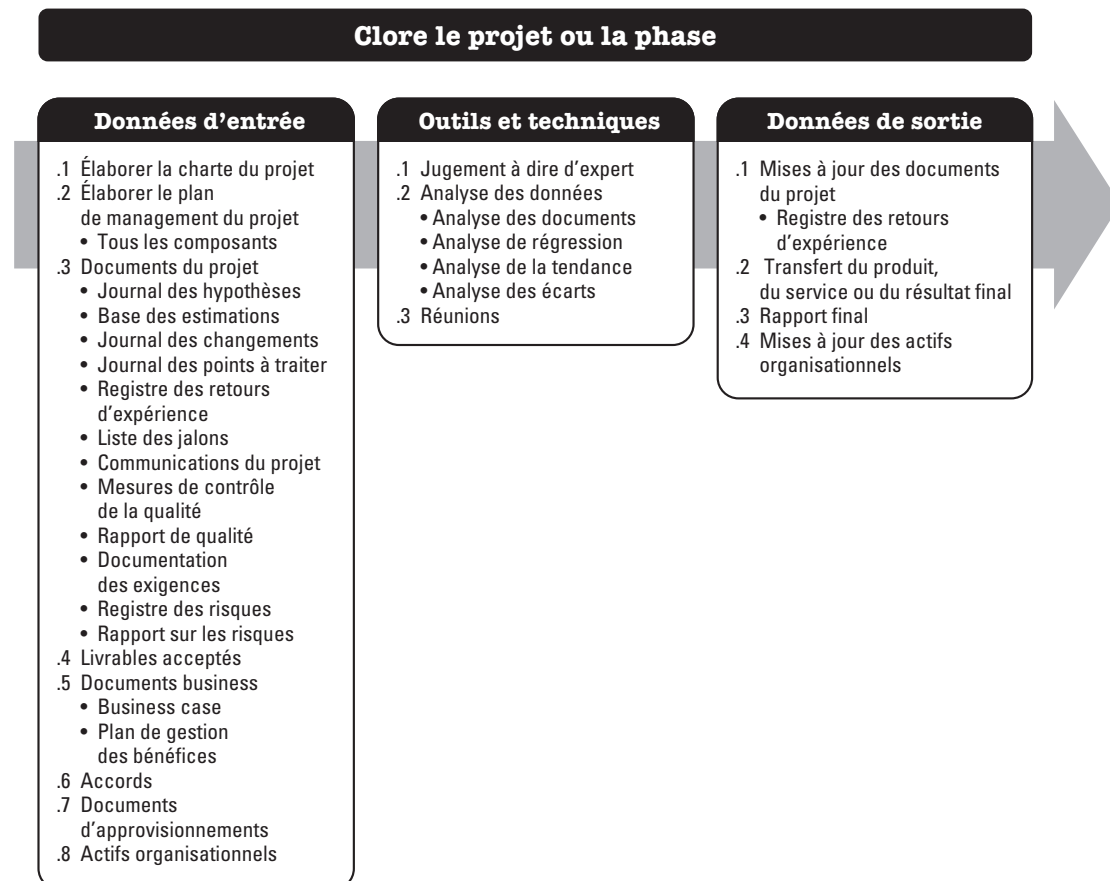 Clore le projet ou la phase
Données d'entrée
.1 Élaborer la charte du projet
.2 Élaborer le plan
de management du projet
• Tous les composants
.3 Documents du projet
• Journal des hypothèses
• Base des estimations
• Journal des changements
• Journal des points à traiter
• Registre des retours
d'expérience
• Liste des jalons
• Communications du projet
• Mesures de contrôle
de la qualité
• Rapport de qualité
• Documentation
des exigences
• Registre des risques
• Rapport sur les risques
.4 Livrables acceptés
.5 Documents business
• Business case
• Plan de gestion
des bénéfices
.6 Accords
.7 Documents
d'approvisionnements
.8 Actifs organisationnels
Outils et techniques
.1 Jugement à dire d'expert
.2 Analyse des données
• Analyse des documents
• Analyse de régression
• Analyse de la tendance
• Analyse des écarts
.3 Réunions
Données de sortie
.1 Mises à jour des documents
du projet
• Registre des retours
d'expérience
.2 Transfert du produit,
du service ou du résultat final
.3 Rapport final
.4 Mises à jour des actifs
organisationnels